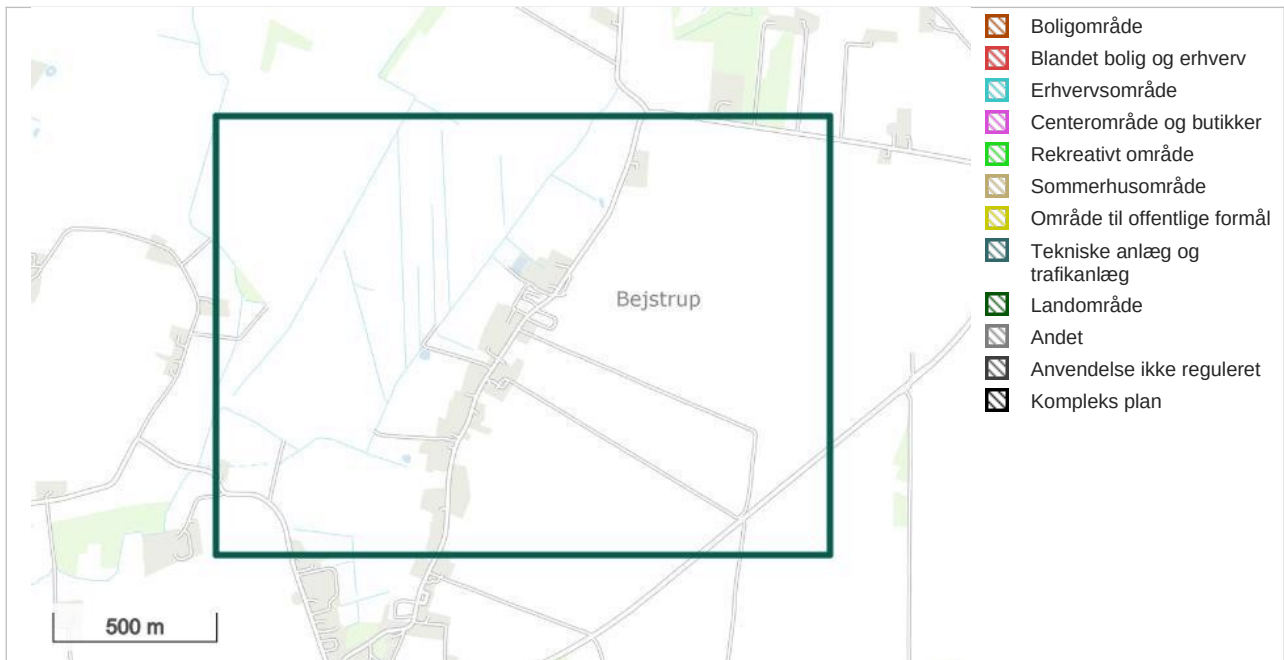 Bejstrup
500 m
Boligområde
Blandet bolig og erhverv
Erhvervsområde
Centerområde og butikker
Rekreativt område
Sommerhusområde
Område til offentlige formål
Tekniske anlæg og
trafikanlæg
Landområde
Andet
Anvendelse ikke reguleret
Kompleks plan